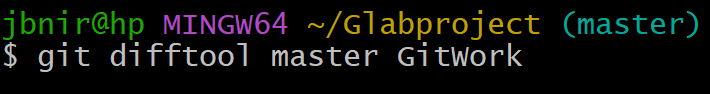 jbnir@hp MINGW64 ~/Glabproject (master)
$ git difftool master GitWork